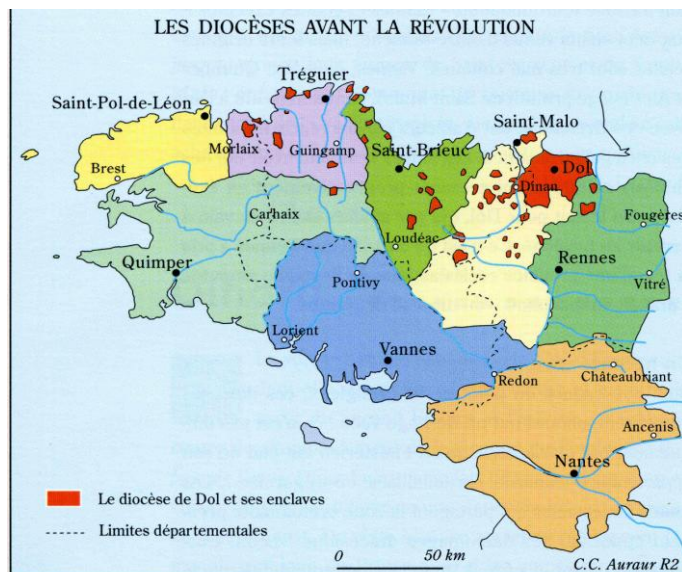 LES DIOCÈSES AVANT LA RÉVOLUTION
Tréguier
Saint-Pol-de-Léon
Saint-Malo
Morlaix
Guingamp
Saint-Brieuc
Dol
Brest
Dinan
Fougères
Carhaix
Loudéac
Rennes
Quimper
Pontivy
Vitré
Lorient
Vannes
Redon
Châteaubriant
Ancenis
Nantes
Le diocèse de Dol et ses enclaves
Limites départementales
0 50 km
C.C. Auraur R2